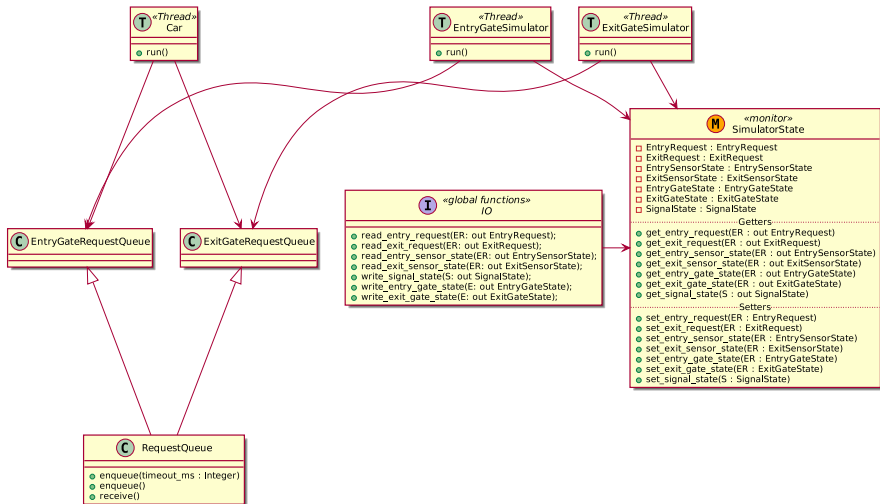 T «Thread»
Car
run()
T «Thread»
EntryGateSimulator
run()
T «Thread»
ExitGateSimulator
run()
M «monitor»
SimulatorState
EntryRequest : EntryRequest
ExitRequest : ExitRequest
EntrySensorState : EntrySensorState
ExitSensorState : ExitSensorState
EntryGateState : EntryGateState
ExitGateState : ExitGateState
SignalState : SignalState
Getters
get_entry_request(ER : out EntryRequest)
get_exit_request(ER : out ExitRequest)
get_entry_sensor_state(ER : out EntrySensorState)
get_exit_sensor_state(ER : out ExitSensorState)
get_entry_gate_state(ER : out EntryGateState)
get_exit_gate_state(ER : out ExitGateState)
get_signal_state(S : out SignalState)
Setters
set_entry_request(ER : EntryRequest)
set_exit_request(ER : ExitRequest)
set_entry_sensor_state(ER : EntrySensorState)
set_exit_sensor_state(ER : ExitSensorState)
set_entry_gate_state(ER : EntryGateState)
set_exit_gate_state(ER : ExitGateState)
set_signal_state(S : SignalState)
I «global functions»
IO
read_entry_request(ER: out EntryRequest);
read_exit_request(ER: out ExitRequest);
read_entry_sensor_state(ER: out EntrySensorState);
read_exit_sensor_state(ER: out ExitSensorState);
write_signal_state(S: out SignalState);
write_entry_gate_state(E: out EntryGateState);
write_exit_gate_state(E: out ExitGateState);
C EntryGateRequestQueue
C ExitGateRequestQueue
C RequestQueue
enqueue(timeout_ms : Integer)
enqueue()
receive()